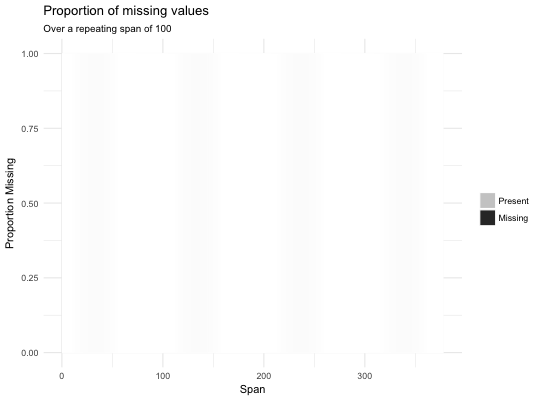 Proportion of missing values
Over a repeating span of 100
1.00
0.75
0.50
0.25
0.00
Proportion Missing
0
100
200
300
Span
Present
Missing